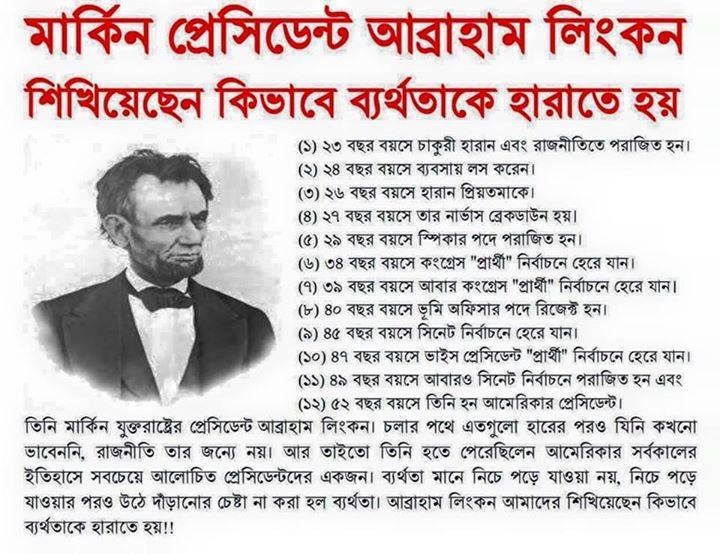 মার্কিন প্রেসিডেন্ট আব্রাহাম লিংকন
শিখিয়েছেন কিভাবে ব্যর্থতাকে হারাতে হয়
(১) ২৩ বছর বয়সে চাকুরী হারান এবং রাজনীতিতে পরাজিত হন।
(২) ২৪ বছর বয়সে ব্যবসায় লস করেন।
(৩) ২৬ বছর বয়সে হারান প্রিয়তমাকে।
(৪) ২৭ বছর বয়সে তার নার্ভাস ব্রেকডাউন হয়।
(৫) ২৯ বছর বয়সে স্পিকার পদে পরাজিত হন।
(৬) ৩৪ বছর বয়সে কংগ্রেস "প্রার্থী" নির্বাচনে হেরে যান।
(৭) ৩৯ বছর বয়সে আবার কংগ্রেস "প্রার্থী" নির্বাচনে হেরে যান।
(৮) ৪০ বছর বয়সে ভূমি অফিসার পদে রিজেক্ট হন।
(৯) ৪৫ বছর বয়সে সিনেট নির্বাচনে হেরে যান।
(১০) ৪৭ বছর বয়সে ভাইস প্রেসিডেন্ট "প্রার্থী" নির্বাচনে হেরে যান।
(১১) ৪৯ বছর বয়সে আবারও সিনেট নির্বাচনে পরাজিত হন এবং
(১২) ৫২ বছর বয়সে তিনি হন আমেরিকার প্রেসিডেন্ট।
তিনি মার্কিন যুক্তরাষ্ট্রের প্রেসিডেন্ট আব্রাহাম লিংকন। চলার পথে এতগুলো হারের পরও যিনি কখনো
ভাবেননি, রাজনীতি তার জন্যে নয়। আর তাইতো তিনি হতে পেরেছিলেন আমেরিকার সর্বকালের
ইতিহাসে সবচেয়ে আলোচিত প্রেসিডেন্টদের একজন। ব্যর্থতা মানে নিচে পড়ে যাওয়া নয়, নিচে পড়ে
যাওয়ার পরও উঠে দাঁড়ানোর চেষ্টা না করা হল ব্যর্থতা। আব্রাহাম লিংকন আমাদের শিখিয়েছেন কিভাবে
ব্যর্থতাকে হারাতে হয়!!